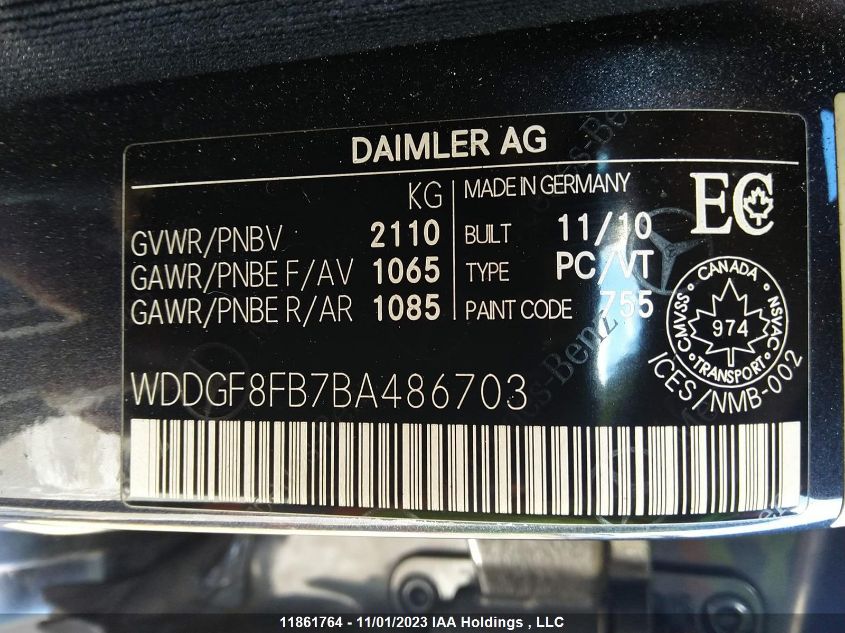 DAIMLER AG
KG
GVWR/PNBV 2110
GAWR/PNBE F/AV 1065
GAWR/PNBE R/AR 1085
MADE IN GERMANY
BUILT 11/10
TYPE PC/VT
PAINT CODE 755
EC
CANADA
CMVSS 974 NSVAC
TRANSPORT
ICES/NMB-002
WDDGF8FB7BA486703
Mercedes-Benz
11861764 - 11/01/2023 IAA Holdings , LLC